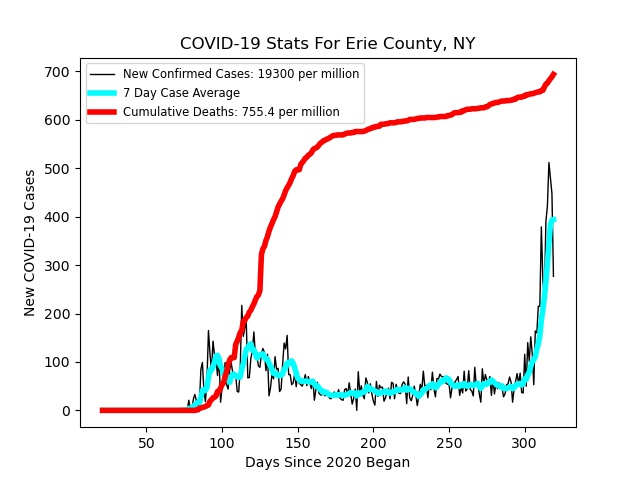 COVID-19 Stats For Erie County, NY
New Confirmed Cases: 19300 per million
7 Day Case Average
Cumulative Deaths: 755.4 per million
New COVID-19 Cases
700
600
500
400
300
200
100
0
50
100
150
200
250
300
Days Since 2020 Began